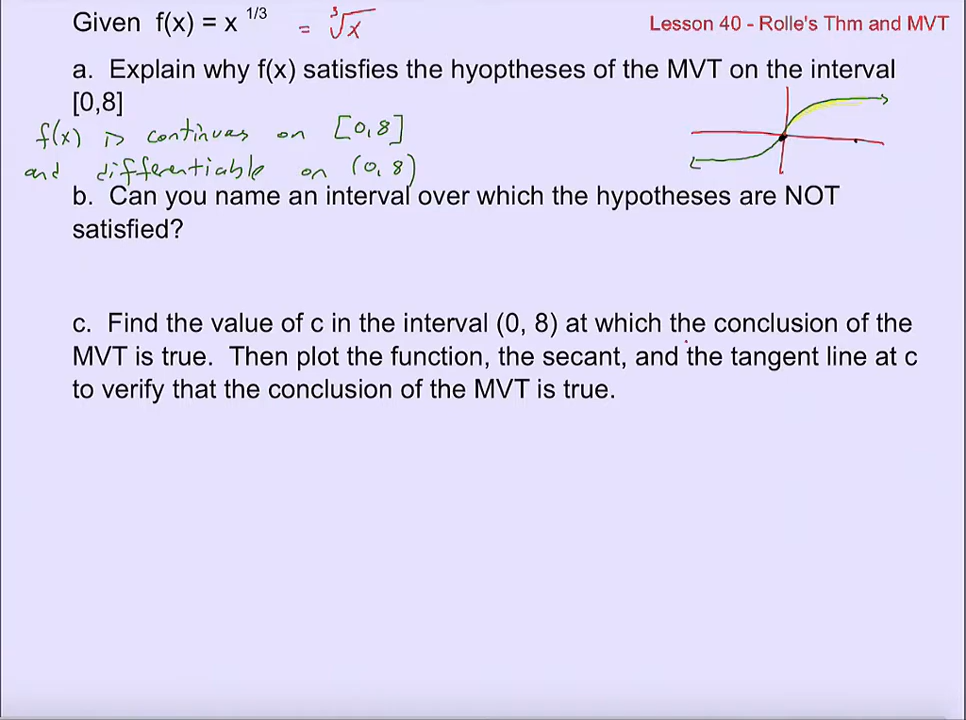 Given f(x) = x 1/3 = ∛x
Lesson 40 - Rolle's Thm and MVT
a. Explain why f(x) satisfies the hyoptheses of the MVT on the interval
[0,8]
f(x) is continuas on [0,8]
and differentiable on (0,8)
b. Can you name an interval over which the hypotheses are NOT
satisfied?
c. Find the value of c in the interval (0, 8) at which the conclusion of the
MVT is true. Then plot the function, the secant, and the tangent line at c
to verify that the conclusion of the MVT is true.